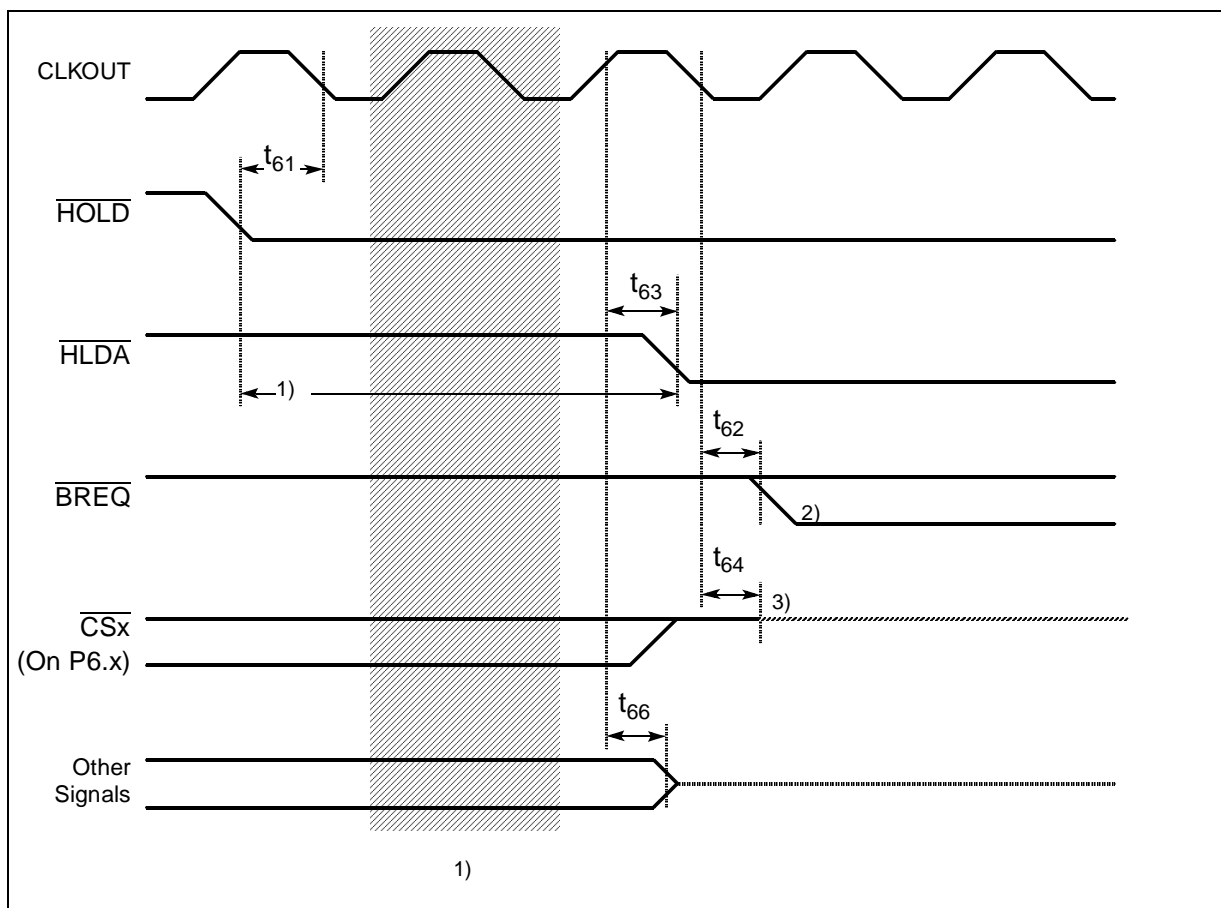 CLKOUT
t61
HOLD
t63
HLDA
1)
t62
BREQ
2)
t64
3)
CSx
(On P6.x)
t66
Other
Signals
1)